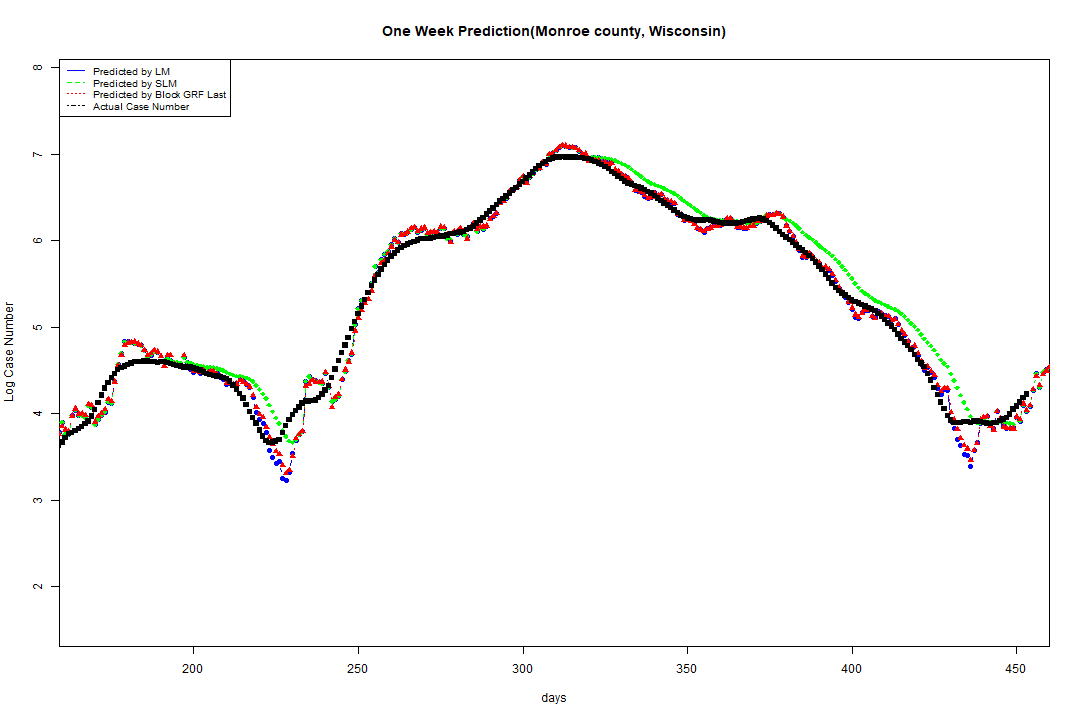 One Week Prediction(Monroe county, Wisconsin)
Predicted by LM
Predicted by SLM
Predicted by Block GRF Last
Actual Case Number
8
7
6
5
4
3
2
Log Case Number
200 250 300 350 400 450
days